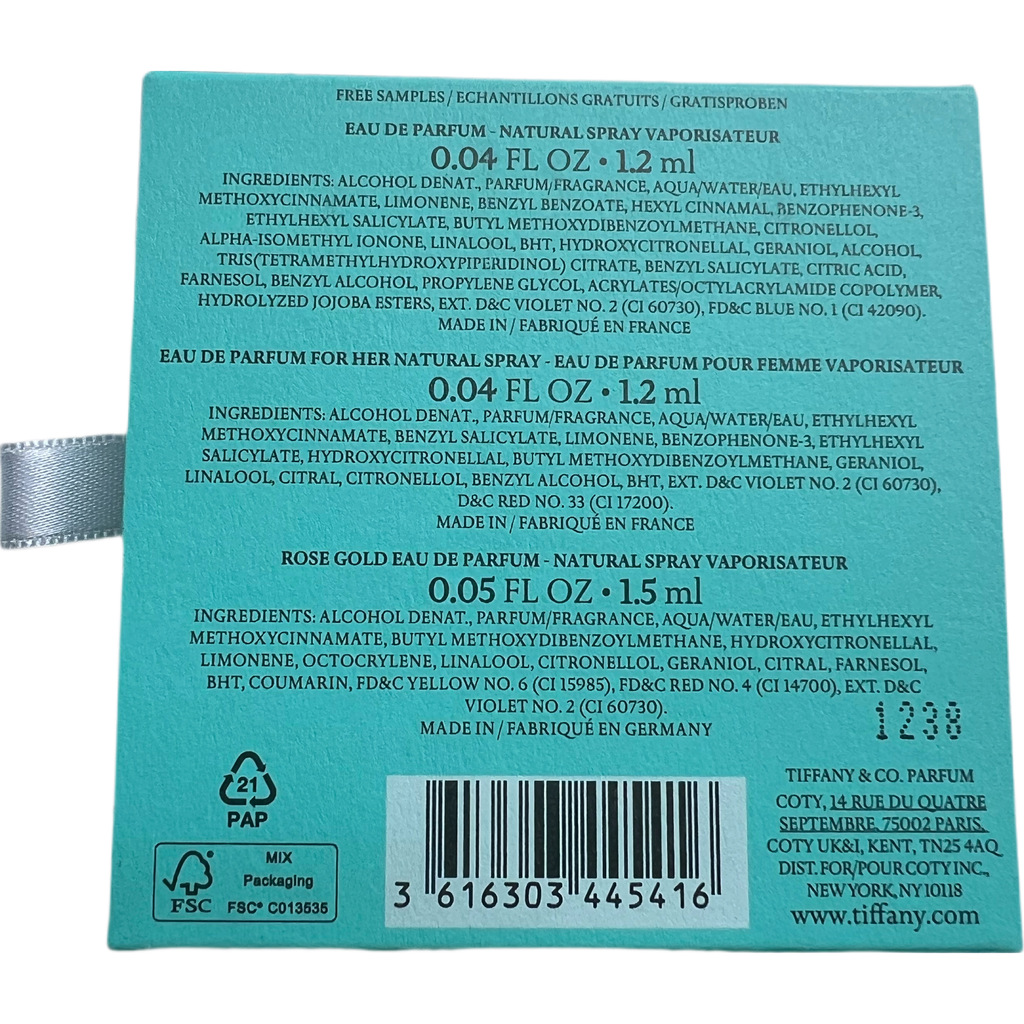 FREE SAMPLES / ECHANTILLONS GRATUITS / GRATISPROBEN
EAU DE PARFUM - NATURAL SPRAY VAPORISATEUR
0.04 FL OZ • 1.2 ml
INGREDIENTS: ALCOHOL DENAT., PARFUM/FRAGRANCE, AQUA/WATER/EAU, ETHYLHEXYL
METHOXYCINNAMATE, LIMONENE, BENZYL BENZOATE, HEXYL CINNAMAL, BENZOPHENONE-3,
ETHYLHEXYL SALICYLATE, BUTYL METHOXYDIBENZOYLMETHANE, CITRONELLOL,
ALPHA-ISOMETHYL IONONE, LINALOOL, BHT, HYDROXYCITRONELLAL, GERANIOL, ALCOHOL,
TRIS(TETRAMETHYLHYDROXYPIPERIDINOL) CITRATE, BENZYL SALICYLATE, CITRIC ACID,
FARNESOL, BENZYL ALCOHOL, PROPYLENE GLYCOL, ACRYLATES/OCTYLACRYLAMIDE COPOLYMER,
HYDROLYZED JOJOBA ESTERS, EXT. D&C VIOLET NO. 2 (CI 60730), FD&C BLUE NO. 1 (CI 42090).
MADE IN / FABRIQUÉ EN FRANCE
EAU DE PARFUM FOR HER NATURAL SPRAY - EAU DE PARFUM POUR FEMME VAPORISATEUR
0.04 FL OZ • 1.2 ml
INGREDIENTS: ALCOHOL DENAT., PARFUM/FRAGRANCE, AQUA/WATER/EAU, ETHYLHEXYL
METHOXYCINNAMATE, BENZYL SALICYLATE, LIMONENE, BENZOPHENONE-3, ETHYLHEXYL
SALICYLATE, HYDROXYCITRONELLAL, BUTYL METHOXYDIBENZOYLMETHANE, GERANIOL,
LINALOOL, CITRAL, CITRONELLOL, BENZYL ALCOHOL, BHT, EXT. D&C VIOLET NO. 2 (CI 60730),
D&C RED NO. 33 (CI 17200).
MADE IN / FABRIQUÉ EN FRANCE
ROSE GOLD EAU DE PARFUM - NATURAL SPRAY VAPORISATEUR
0.05 FL OZ • 1.5 ml
INGREDIENTS: ALCOHOL DENAT., PARFUM/FRAGRANCE, AQUA/WATER/EAU, ETHYLHEXYL
METHOXYCINNAMATE, BUTYL METHOXYDIBENZOYLMETHANE, HYDROXYCITRONELLAL,
LIMONENE, OCTOCRYLENE, LINALOOL, CITRONELLOL, GERANIOL, CITRAL, FARNESOL,
BHT, COUMARIN, FD&C YELLOW NO. 6 (CI 15985), FD&C RED NO. 4 (CI 14700), EXT. D&C
VIOLET NO. 2 (CI 60730).
MADE IN / FABRIQUÉ EN GERMANY
1238
21
PAP
FSC
MIX
Packaging
FSC® C013535
3 616303 445416
TIFFANY & CO. PARFUM
COTY, 14 RUE DU QUATRE
SEPTEMBRE, 75002 PARIS,
COTY UK&I, KENT, TN25 4AQ
DIST. FOR/POUR COTY INC.,
NEW YORK, NY 10118
www.tiffany.com